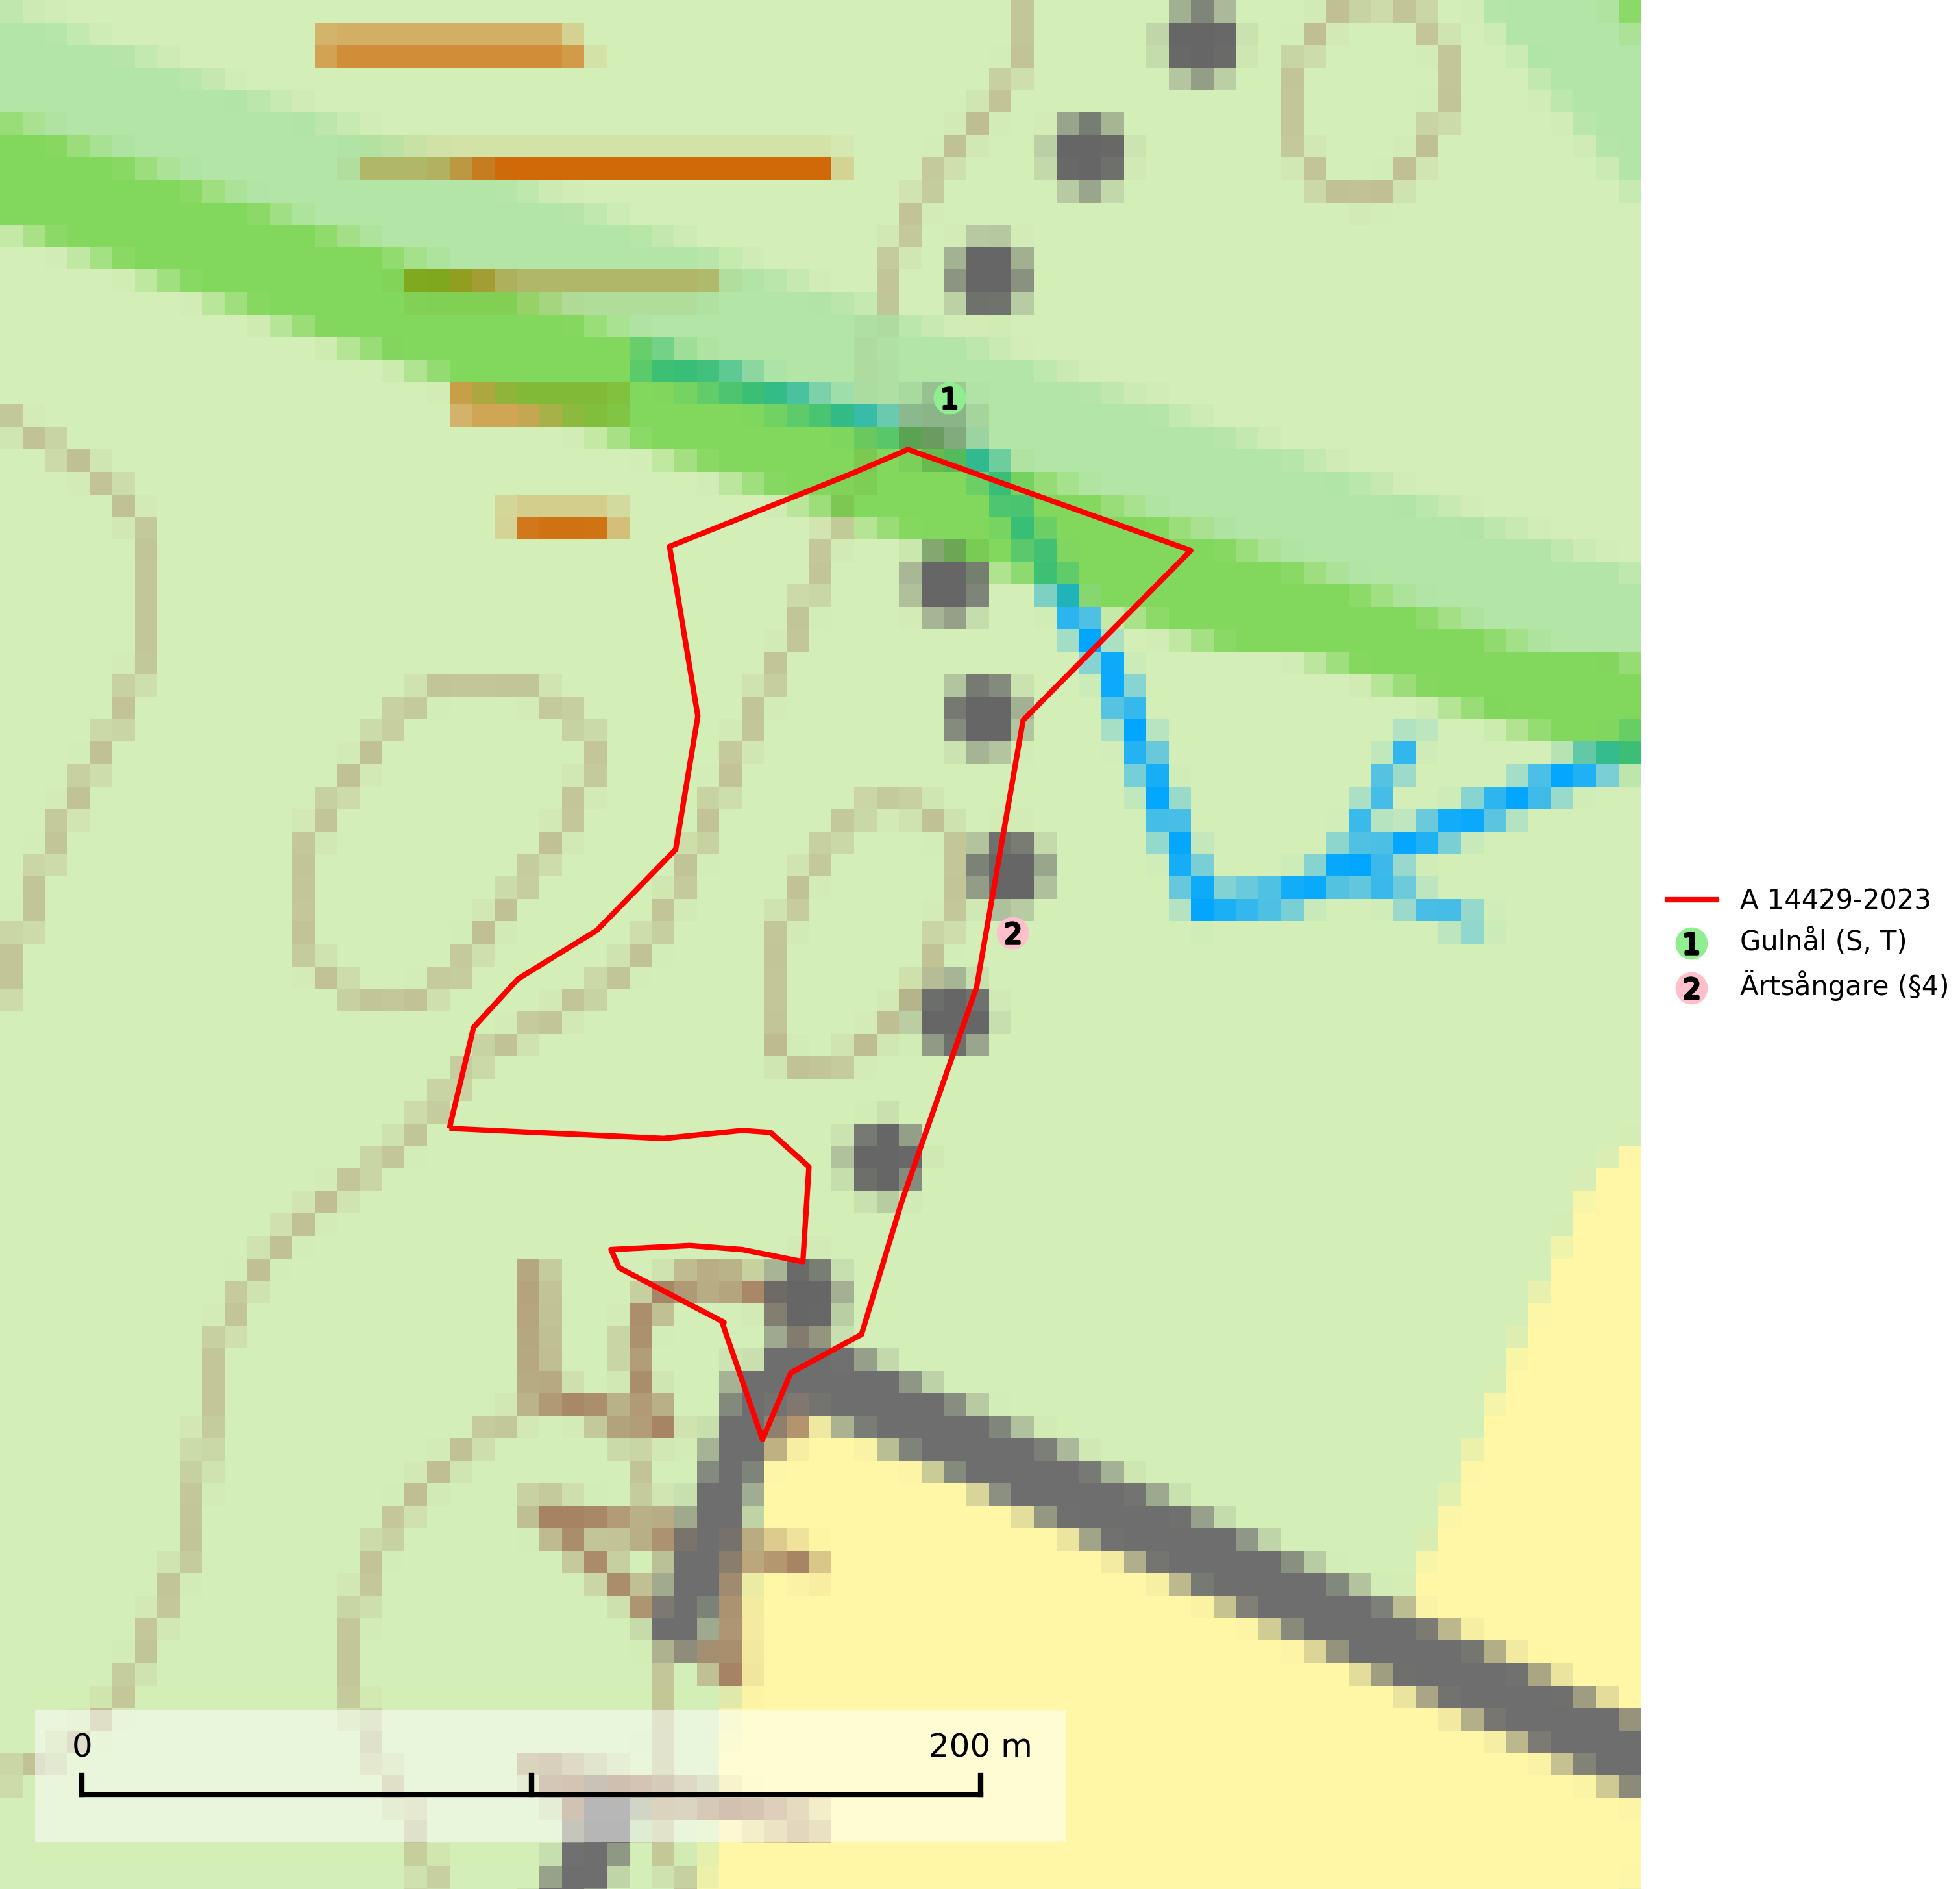 1
2
A 14429-2023
1 Gulnål (S, T)
2 Ärtsångare (§4)
0 200 m